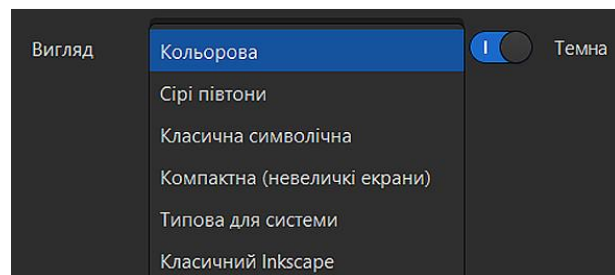 Вигляд
Кольорова
Темна
Сірі півтони
Класична символічна
Компактна (невеличкі екрани)
Типова для системи
Класичний Inkscape